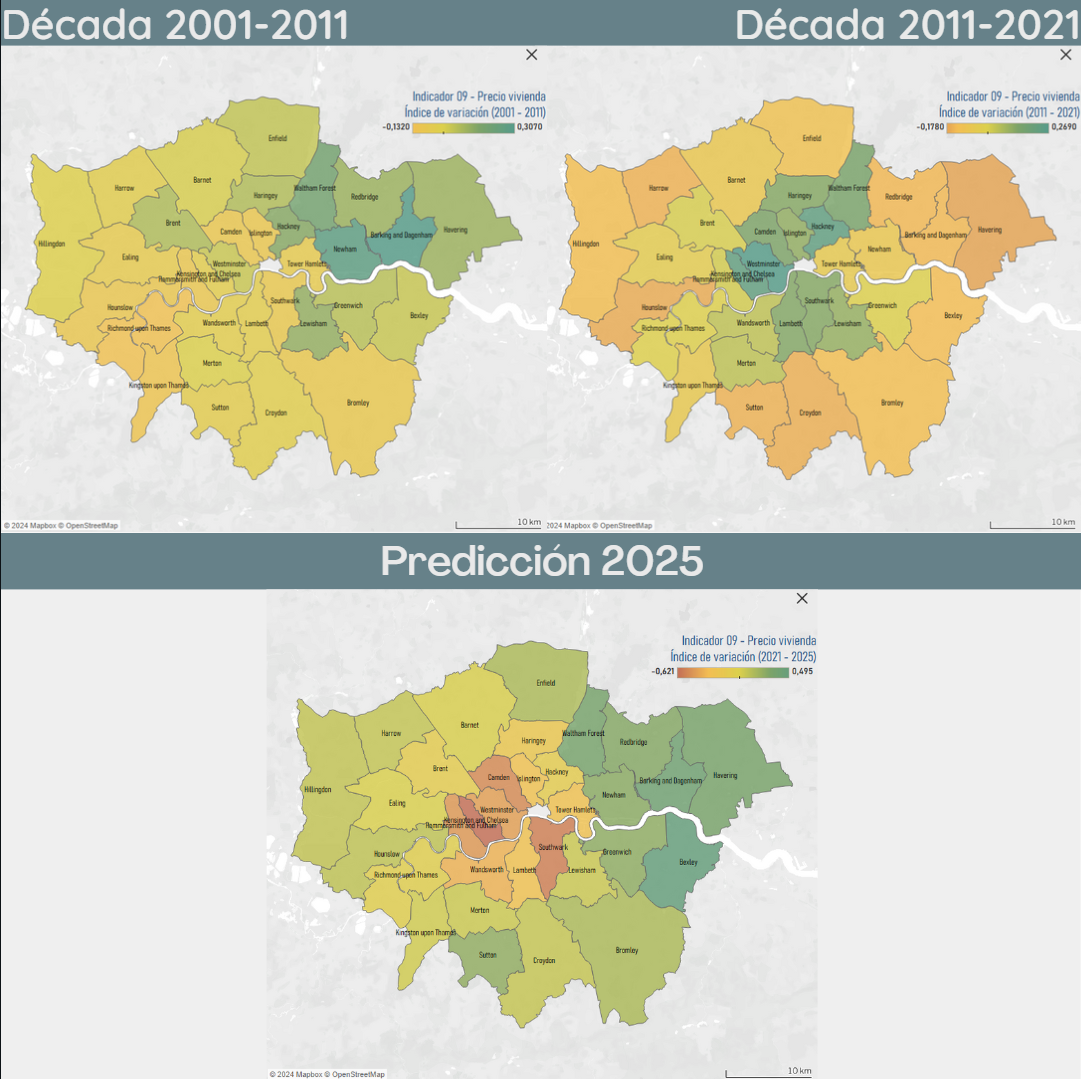 Década 2001-2011
Década 2011-2021
×
Indicador 09 - Precio vivienda
Índice de variación (2001 - 2011)
-0,1320 0,3070
Enfield
Barnet
Harrow
Waltham Forest
Haringey
Redbridge
Brent
Camden
Islington
Hackney
Havering
Barking and Dagenham
Hillingdon
Newham
Ealing
Westminster
Tower Hamlets
Kensington and Chelsea
Hammersmith and Fulham
Hounslow
Southwark
Greenwich
Bexley
Richmond upon Thames
Wandsworth
Lambeth
Lewisham
Merton
Kingston upon Thames
Sutton
Croydon
Bromley
© 2024 Mapbox © OpenStreetMap
10 km
×
Indicador 09 - Precio vivienda
Índice de variación (2011 - 2021)
-0,1780 0,2690
Enfield
Barnet
Harrow
Waltham Forest
Haringey
Redbridge
Brent
Camden
Islington
Hackney
Havering
Barking and Dagenham
Hillingdon
Newham
Ealing
Westminster
Tower Hamlets
Kensington and Chelsea
Hammersmith and Fulham
Hounslow
Southwark
Greenwich
Bexley
Richmond upon Thames
Wandsworth
Lambeth
Lewisham
Merton
Kingston upon Thames
Sutton
Croydon
Bromley
2024 Mapbox © OpenStreetMap
10 km
Predicción 2025
×
Indicador 09 - Precio vivienda
Índice de variación (2021 - 2025)
-0,621 0,495
Enfield
Barnet
Harrow
Waltham Forest
Haringey
Redbridge
Brent
Camden
Islington
Hackney
Havering
Barking and Dagenham
Hillingdon
Newham
Ealing
Westminster
Tower Hamlets
Kensington and Chelsea
Hammersmith and Fulham
Hounslow
Southwark
Greenwich
Bexley
Richmond upon Thames
Wandsworth
Lambeth
Lewisham
Merton
Kingston upon Thames
Sutton
Croydon
Bromley
© 2024 Mapbox © OpenStreetMap
10 km